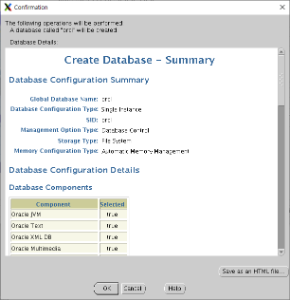 Confirmation
The following operations will be performed:
A database called "orcl" will be created.
Database Details:
Create Database - Summary
Database Configuration Summary
Global Database Name: orcl
Database Configuration Type: Single Instance
SID: orcl
Management Option Type: Database Control
Storage Type: File System
Memory Configuration Type: Automatic Memory Management
Database Configuration Details
Database Components
Component Selected
Oracle JVM true
Oracle Text true
Oracle XML DB true
Oracle Multimedia true
Save as an HTML file...
OK Cancel Help